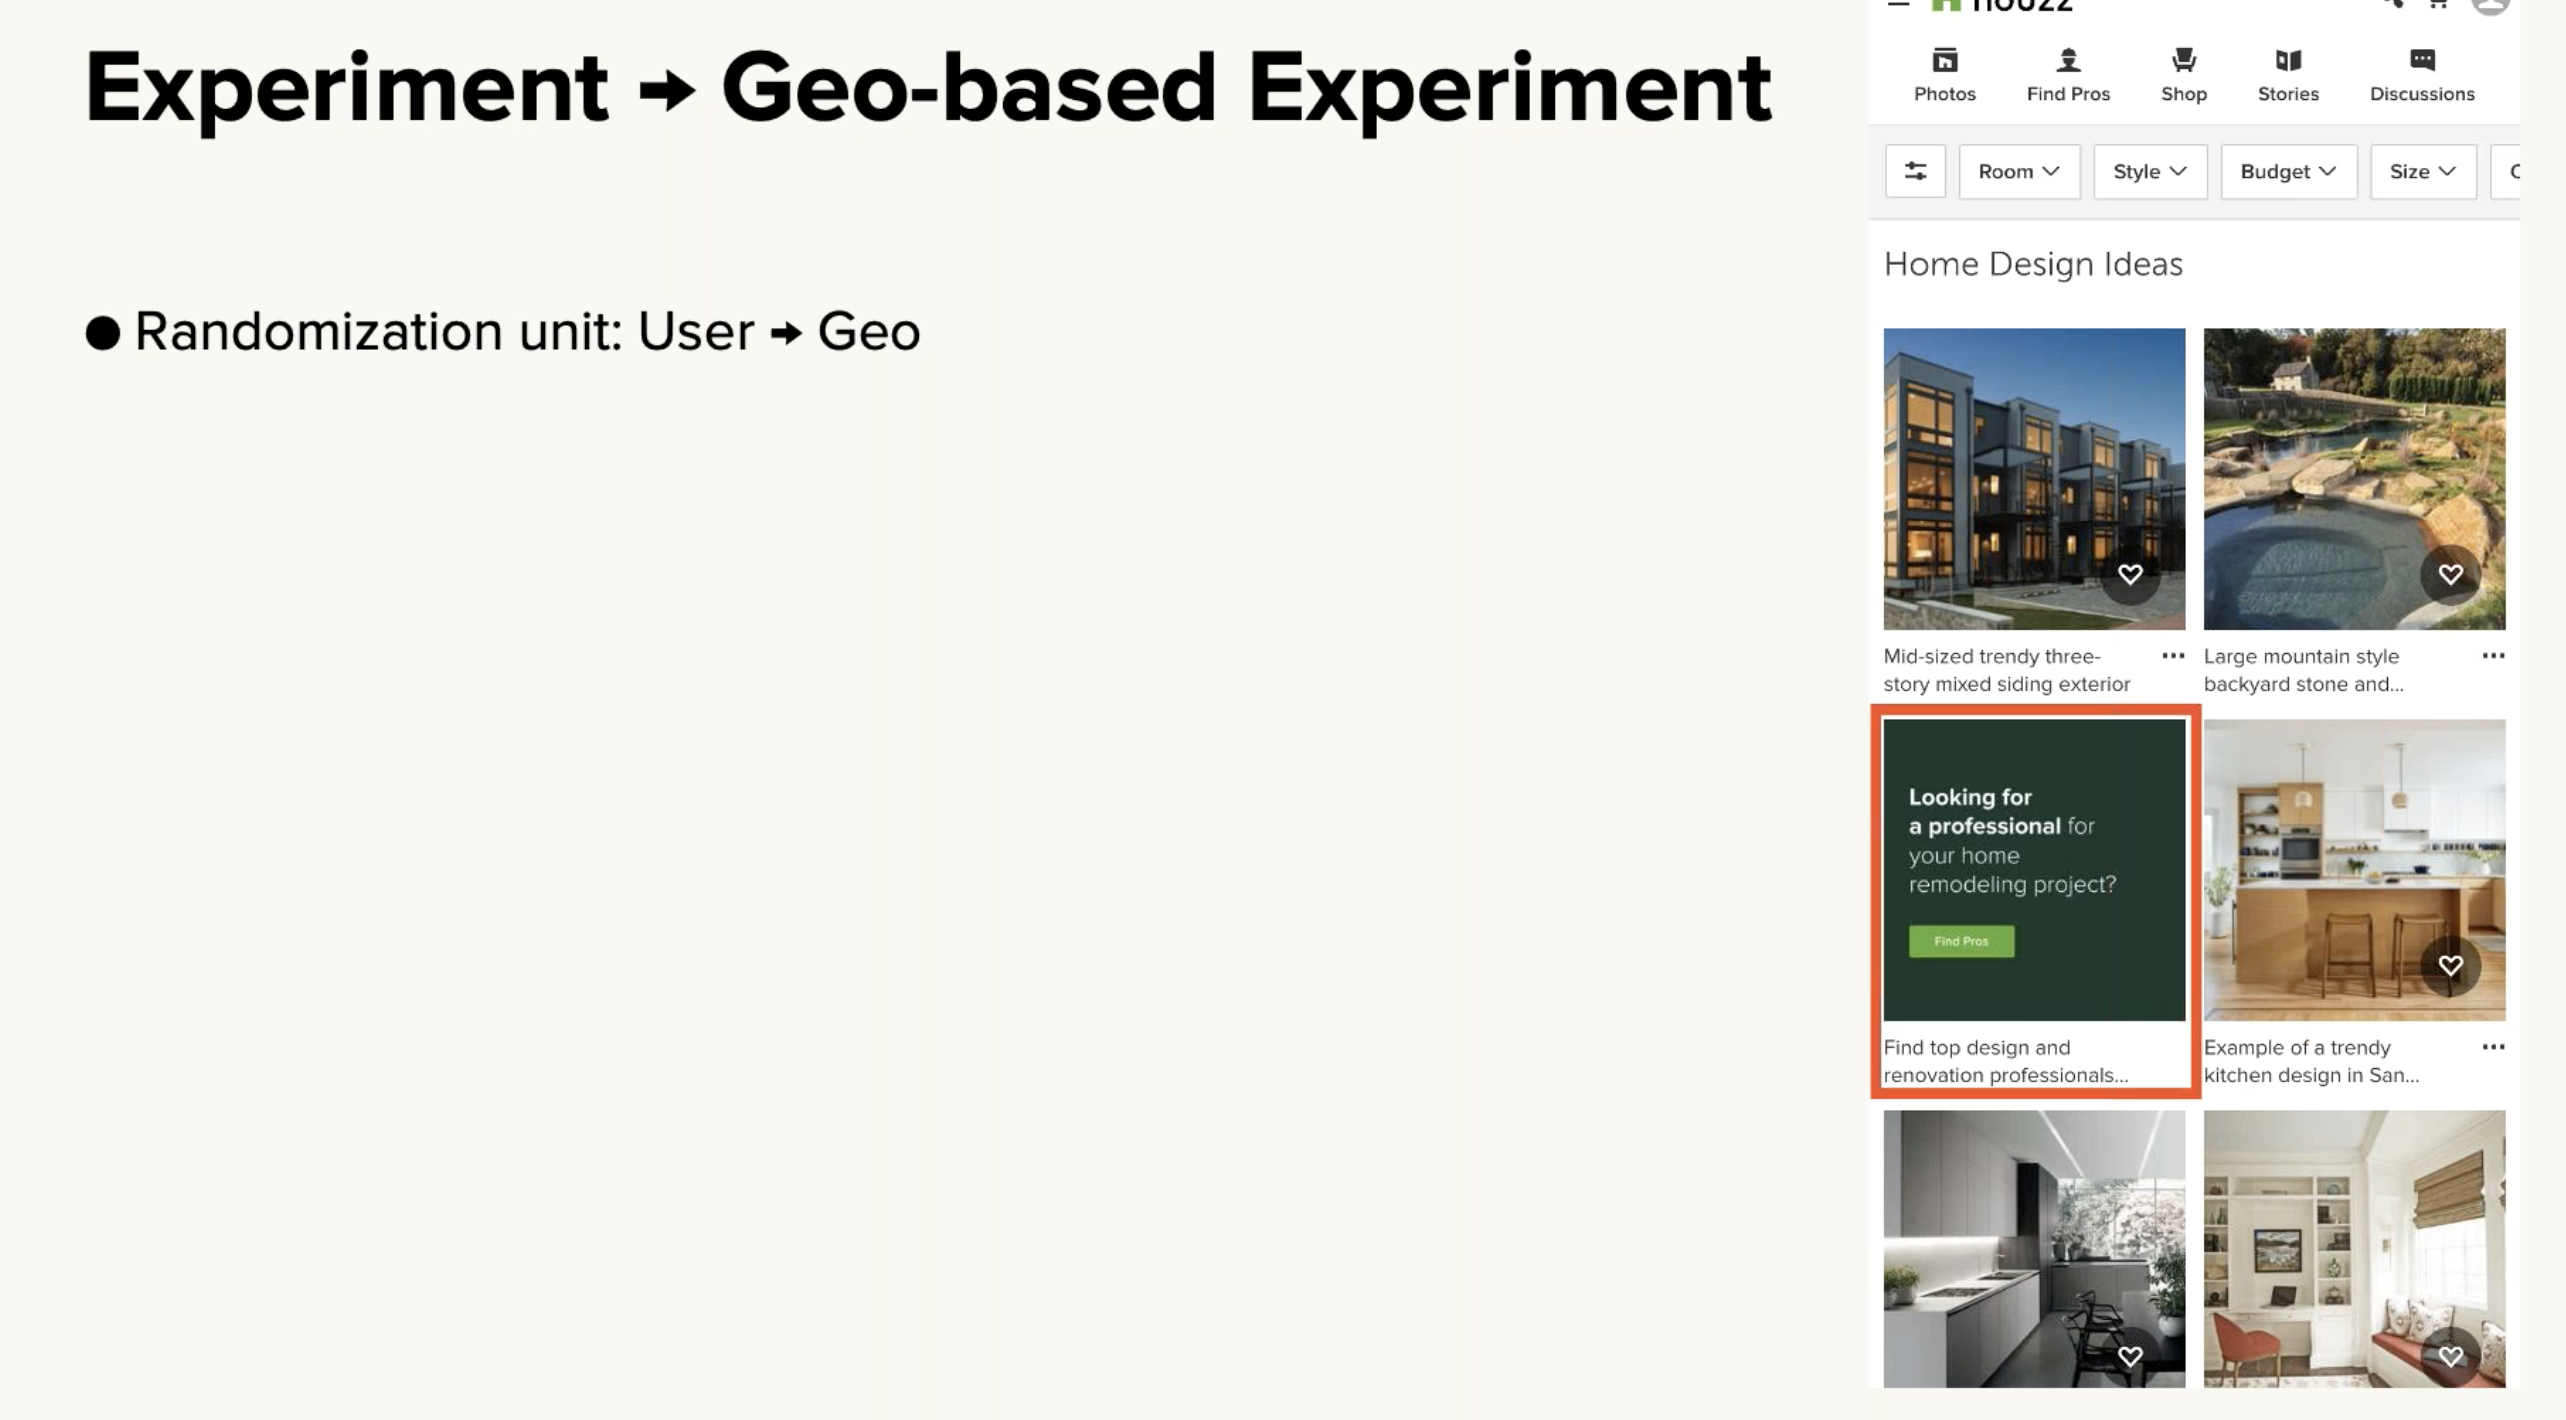 Experiment → Geo-based Experiment
● Randomization unit: User → Geo
houzz
Photos Find Pros Shop Stories Discussions
Room Style Budget Size
Home Design Ideas
Mid-sized trendy three-
story mixed siding exterior
Large mountain style
backyard stone and...
Looking for
a professional for
your home
remodeling project?
Find Pros
Find top design and
renovation professionals...
Example of a trendy
kitchen design in San...